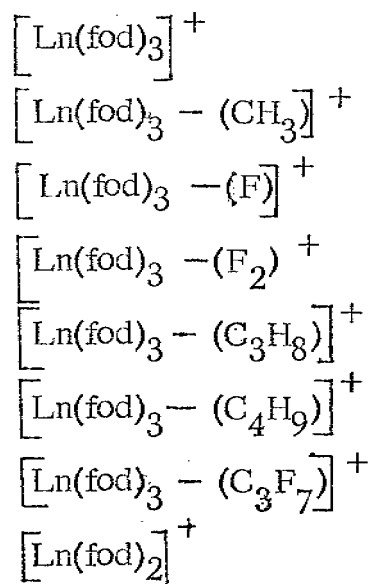 [Ln(fod)₃]⁺
[Ln(fod)₃ – (CH₃)]⁺
[Ln(fod)₃ –(F)]⁺
[Ln(fod)₃ –(F₂) ⁺
[Ln(fod)₃ – (C₃H₈)]⁺
[Ln(fod)₃– (C₄H₉)]⁺
[Ln(fod)₃ – (C₃F₇)]⁺
[Ln(fod)₂]⁺